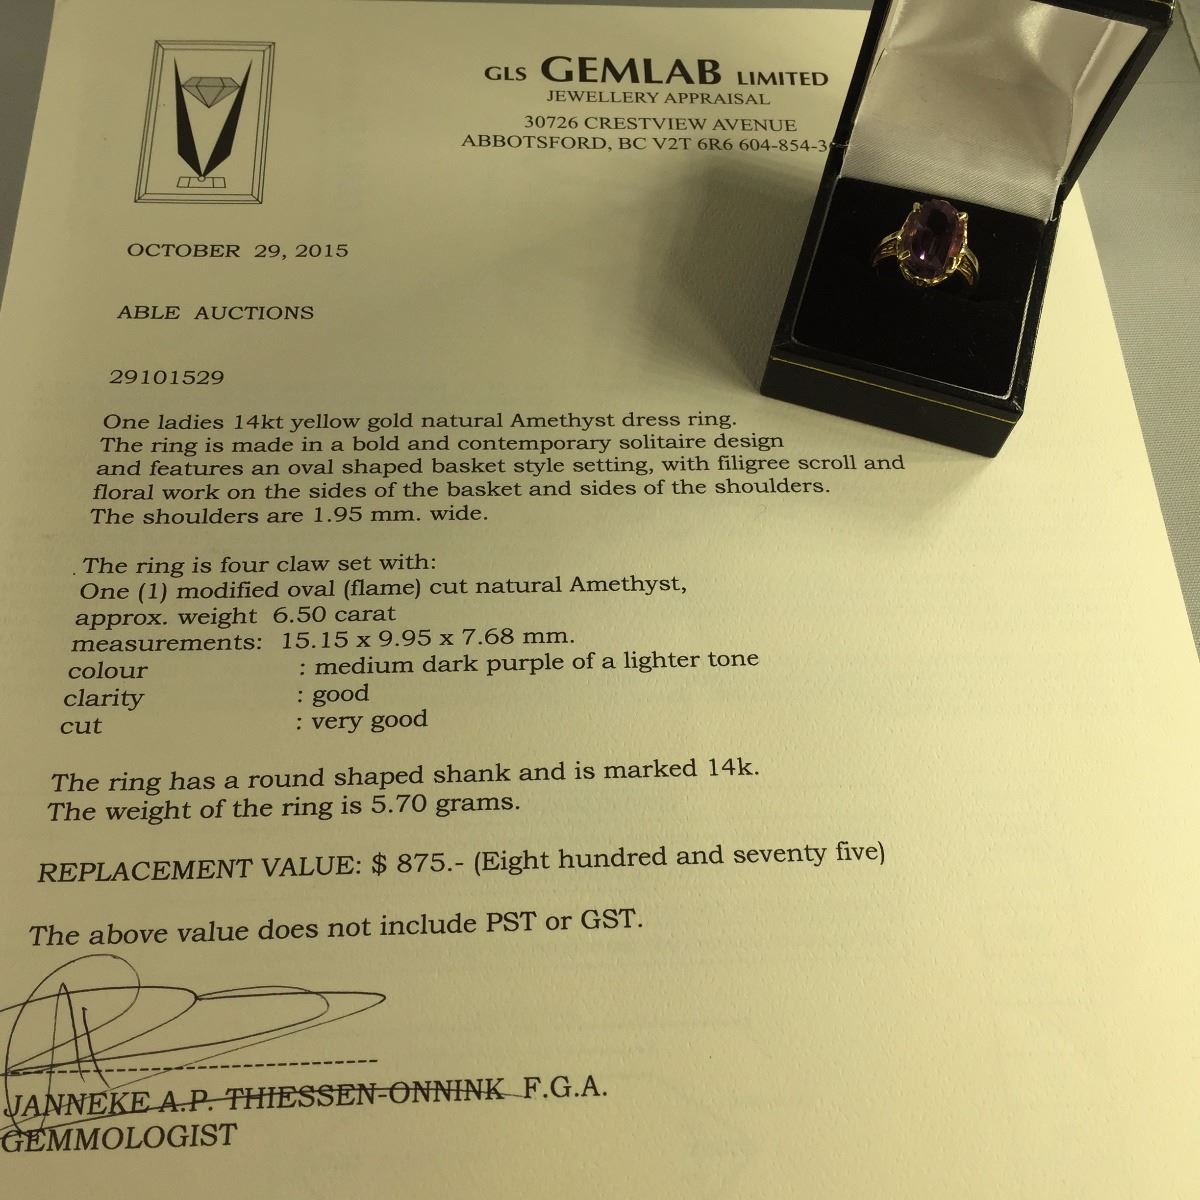 GLS GEMLAB LIMITED
JEWELLERY APPRAISAL
30726 CRESTVIEW AVENUE
ABBOTSFORD, BC V2T 6R6 604-854-3
OCTOBER 29, 2015
ABLE AUCTIONS
29101529
One ladies 14kt yellow gold natural Amethyst dress ring.
The ring is made in a bold and contemporary solitaire design
and features an oval shaped basket style setting, with filigree scroll and
floral work on the sides of the basket and sides of the shoulders.
The shoulders are 1.95 mm. wide.
. The ring is four claw set with:
One (1) modified oval (flame) cut natural Amethyst,
approx. weight 6.50 carat
measurements: 15.15 x 9.95 x 7.68 mm.
colour : medium dark purple of a lighter tone
clarity : good
cut : very good
The ring has a round shaped shank and is marked 14k.
The weight of the ring is 5.70 grams.
REPLACEMENT VALUE: $ 875.- (Eight hundred and seventy five)
The above value does not include PST or GST.
JANNEKE A.P. THIESSEN-ONNINK F.G.A.
GEMMOLOGIST